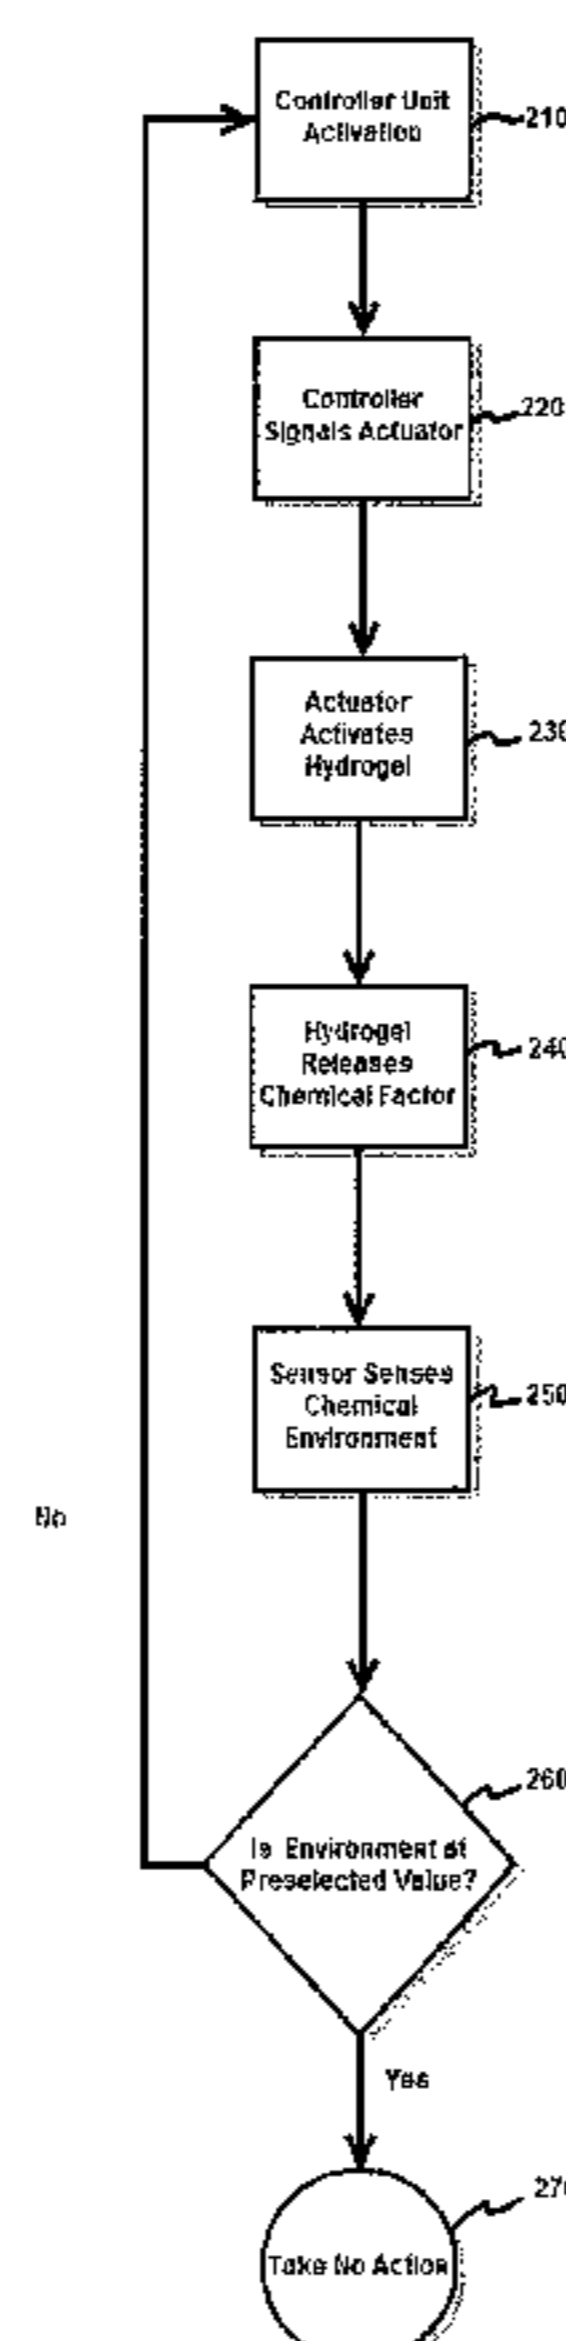 Controller Unit
Activation
210
Controller
Signals Actuator
220
Actuator
Activates
Hydrogel
230
Hydrogel
Releases
Chemical Factor
240
Sensor Senses
Chemical
Environment
250
No
260
Is Environment at
Preselected Value?
Yes
270
Take No Action